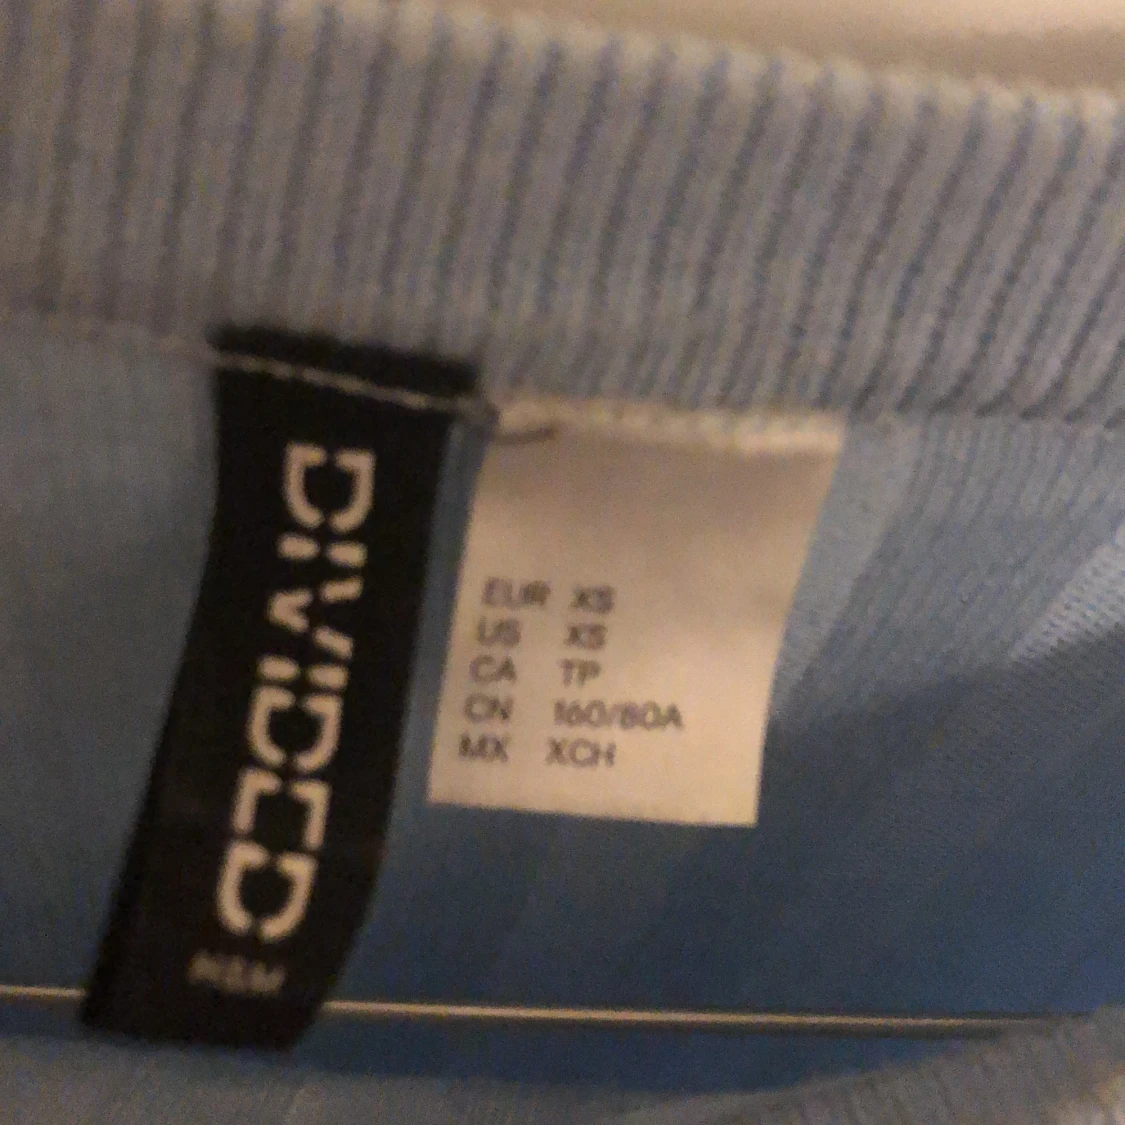 DIVIDED
H&M
EUR XS
US XS
CA TP
CN 160/80A
MX XCH